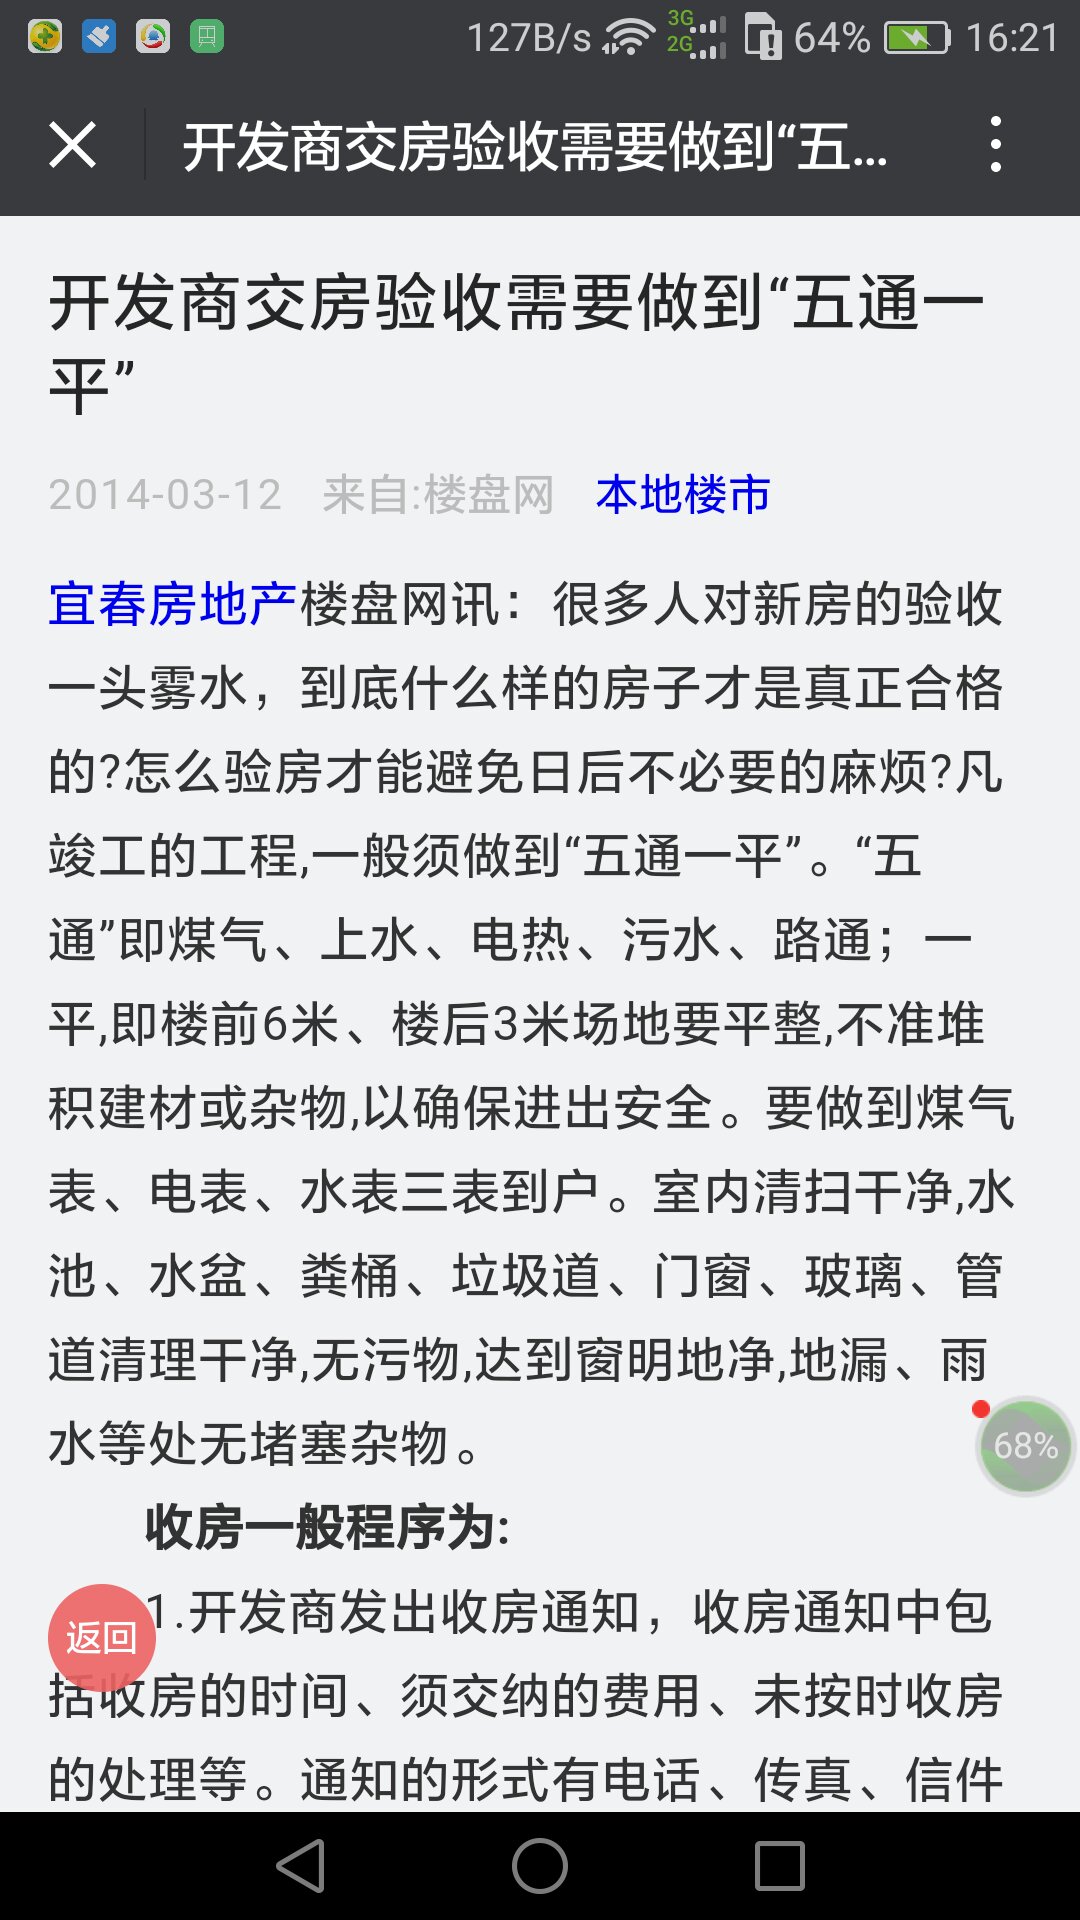 127B/s 3G 2G 64% 16:21
开发商交房验收需要做到“五...
开发商交房验收需要做到“五通一
平”
2014-03-12 来自:楼盘网 本地楼市
宜春房地产楼盘网讯：很多人对新房的验收
一头雾水，到底什么样的房子才是真正合格
的?怎么验房才能避免日后不必要的麻烦?凡
竣工的工程,一般须做到“五通一平”。“五
通”即煤气、上水、电热、污水、路通；一
平,即楼前6米、楼后3米场地要平整,不准堆
积建材或杂物,以确保进出安全。要做到煤气
表、电表、水表三表到户。室内清扫干净,水
池、水盆、粪桶、垃圾道、门窗、玻璃、管
道清理干净,无污物,达到窗明地净,地漏、雨
水等处无堵塞杂物。
68%
收房一般程序为:
1.开发商发出收房通知，收房通知中包
返回
括收房的时间、须交纳的费用、未按时收房
的处理等。通知的形式有电话、传真、信件